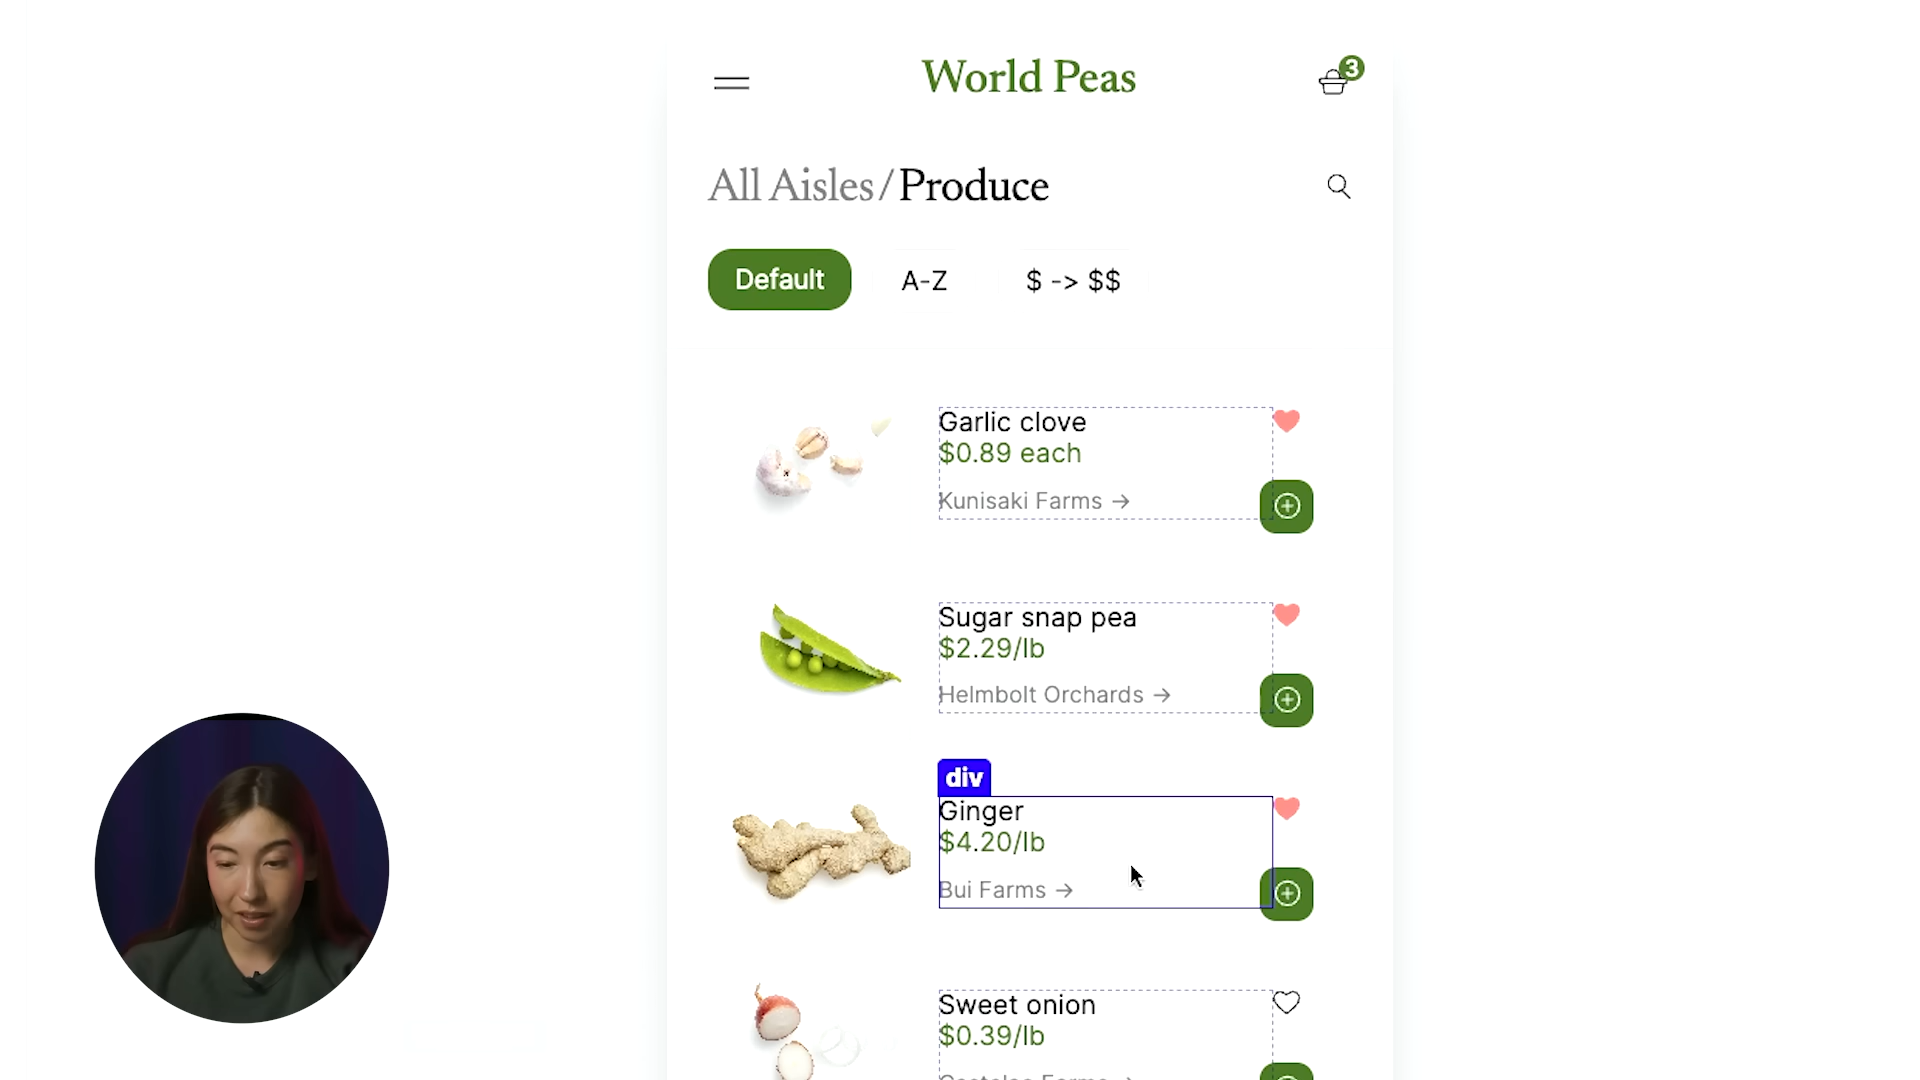 World Peas
3
All Aisles / Produce
Default
A-Z
$ -> $$
Garlic clove
$0.89 each
Kunisaki Farms →
Sugar snap pea
$2.29/lb
Helmbolt Orchards →
div
Ginger
$4.20/lb
Bui Farms →
Sweet onion
$0.39/lb